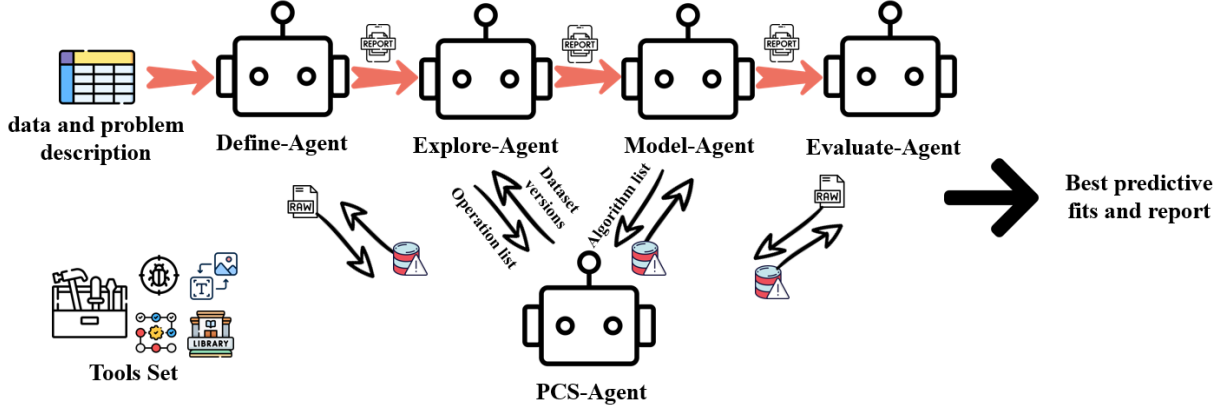 REPORT
REPORT
REPORT
data and problem
description
Define-Agent
Explore-Agent
Model-Agent
Evaluate-Agent
RAW
Operation list
Dataset
versions
Algorithm list
RAW
Best predictive
fits and report
T
LIBRARY
Tools Set
PCS-Agent